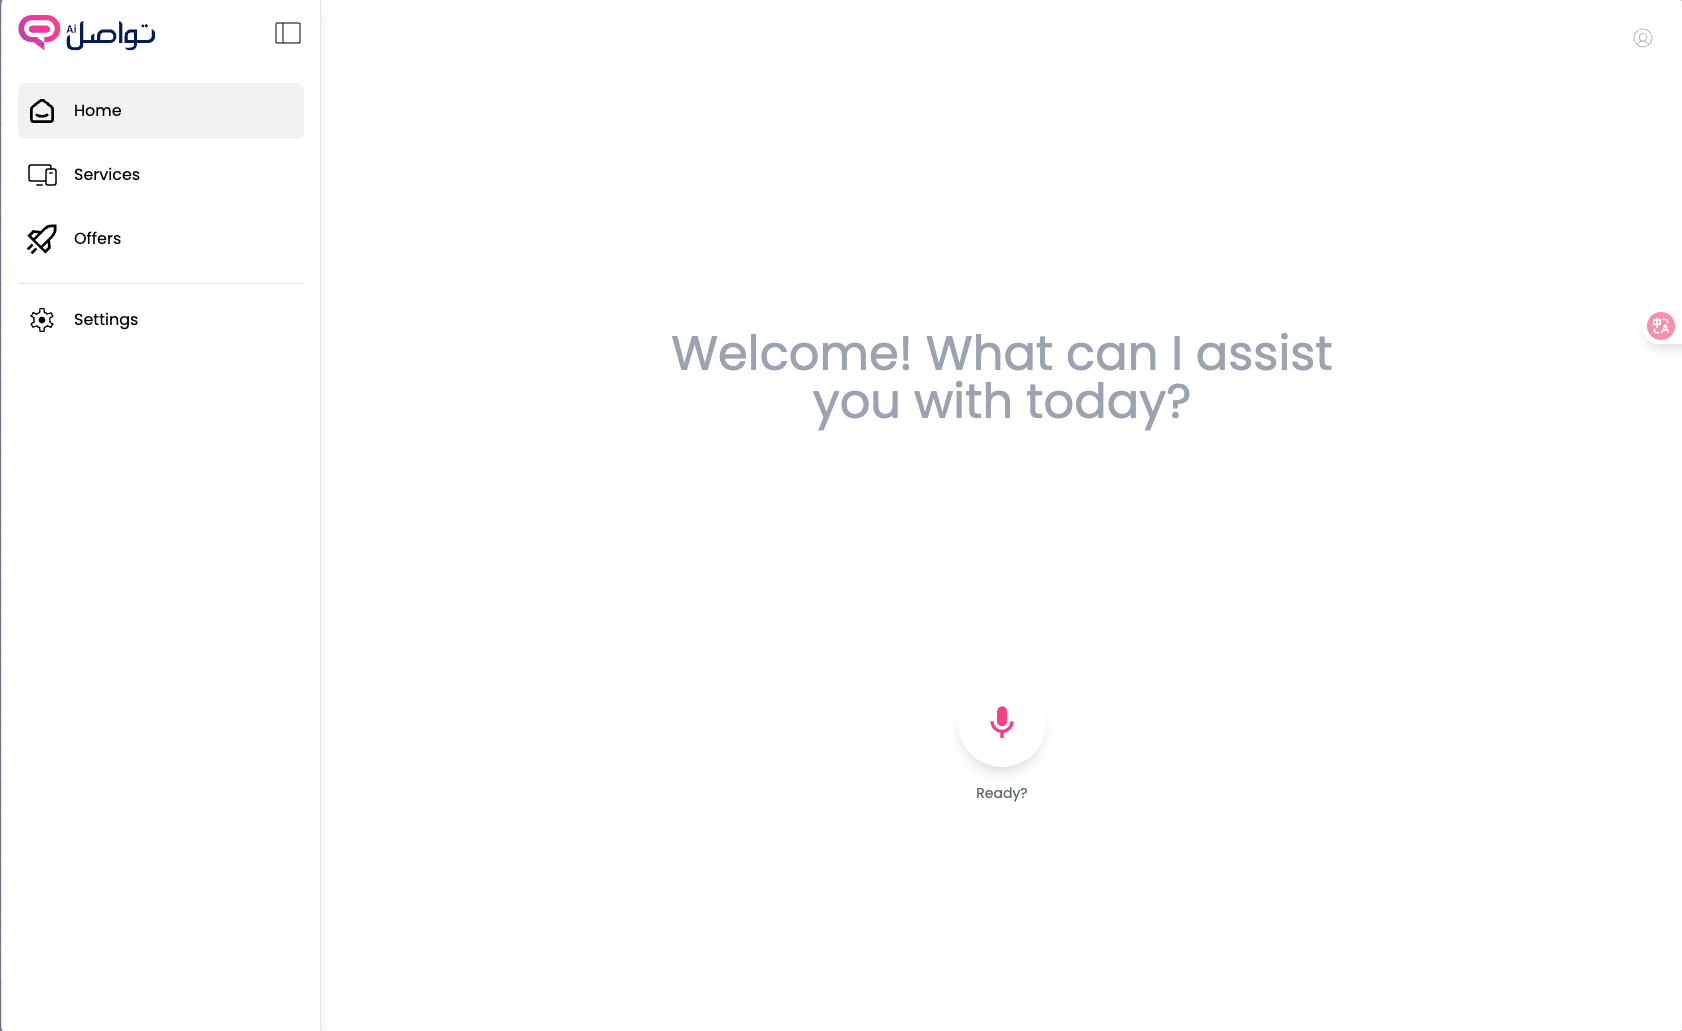 تواصل Ai
Home
Services
Offers
Settings
Welcome! What can I assist
you with today?
Ready?